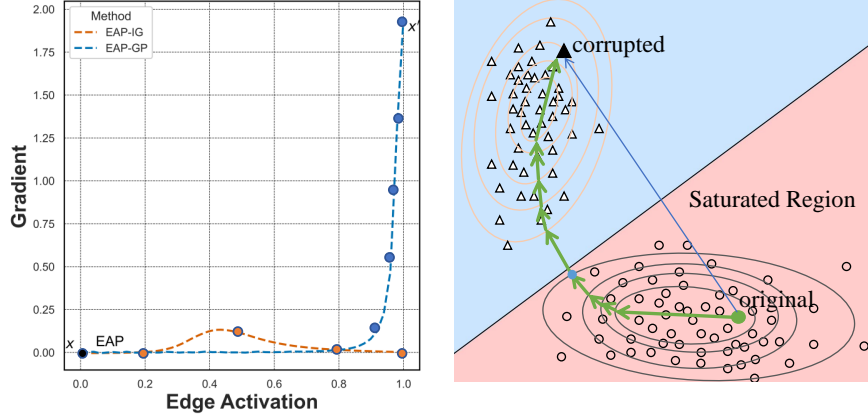 Method
EAP-IG
EAP-GP
2.00
1.75
1.50
1.25
1.00
0.75
0.50
0.25
0.00
Gradient
x'
x
EAP
0.0 0.2 0.4 0.6 0.8 1.0
Edge Activation
corrupted
Saturated Region
original